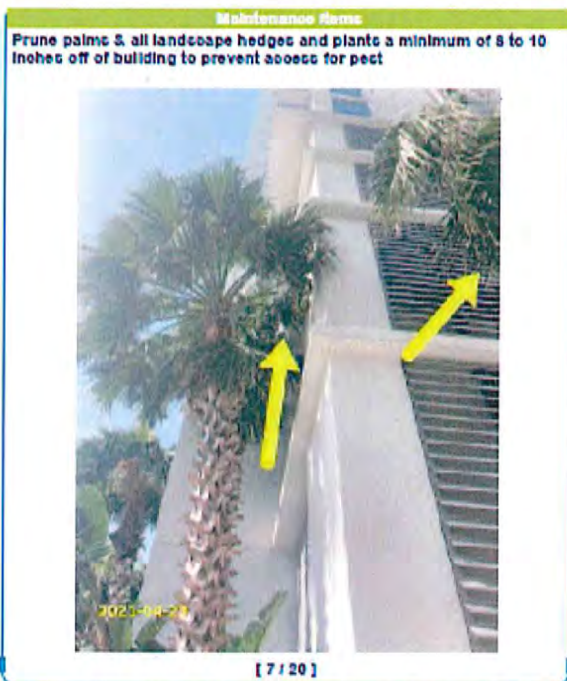 Maintenance Items
Prune palms & all landscape hedges and plants a minimum of 8 to 10
inches off of building to prevent access for pest
[ 7 / 20 ]